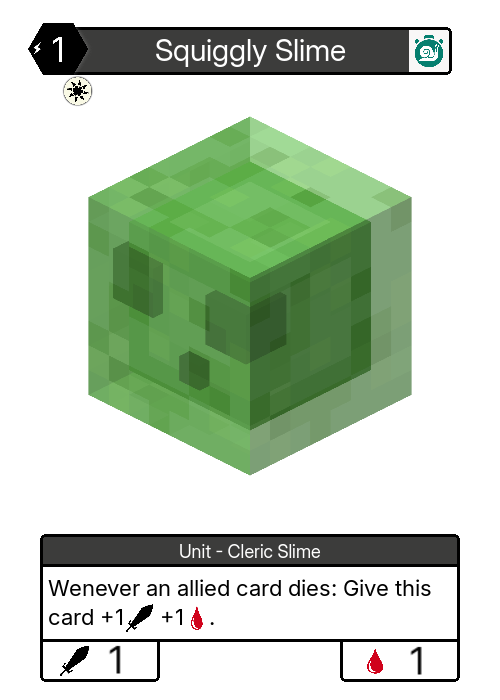 1 Squiggly Slime
Unit - Cleric Slime
Wenever an allied card dies: Give this
card +1 +1 .
1 1